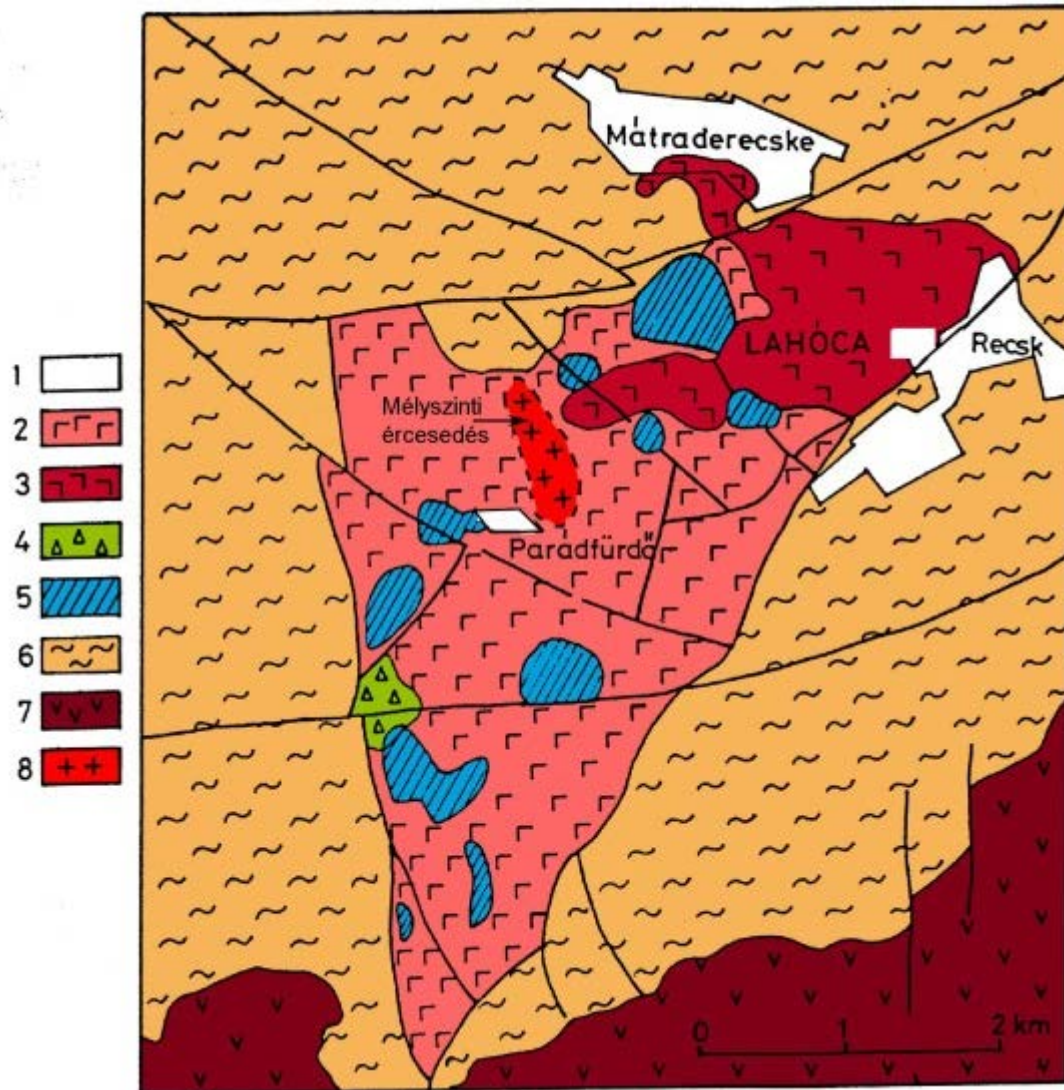 Mátraderecske
LAHÓCA
Recsk
Mélyszinti
ércesedés
Parádfürdő
1
2
3
4
5
6
7
8
0 1 2 km